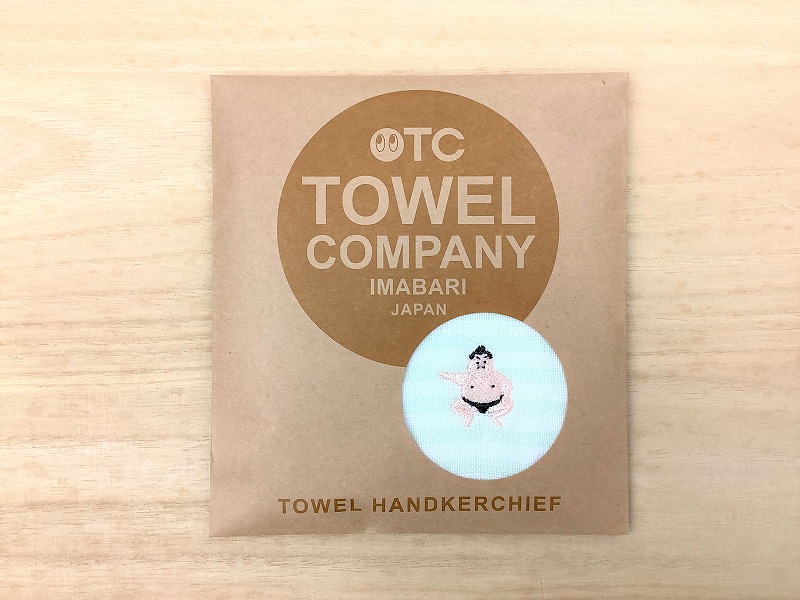 OTC
TOWEL
COMPANY
IMABARI
JAPAN
TOWEL HANDKERCHIEF